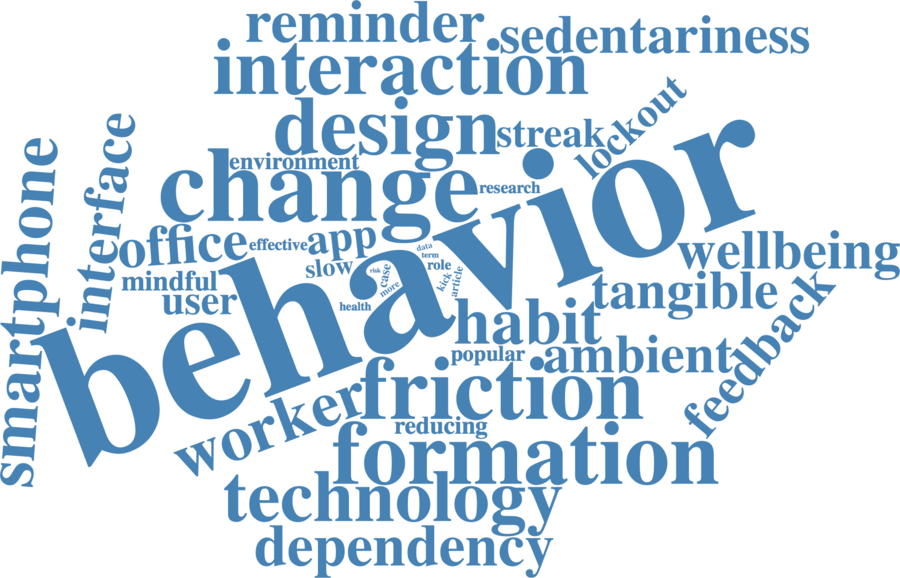 reminder
sedentariness
interaction
design
streak
lockout
environment
change
research
behavior
smartphone
interface
office
effective
app
data
term
role
slow
risk
case
more
kick
article
health
mindful
user
wellbeing
tangible
feedback
habit
popular
ambient
friction
worker
reducing
formation
technology
dependency